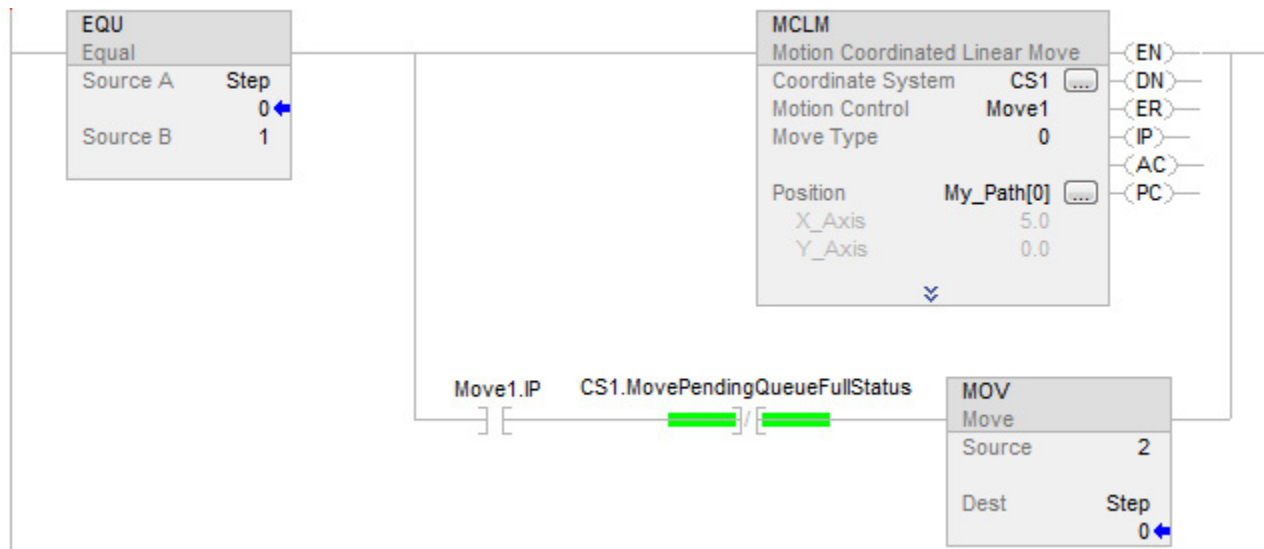 EQU
Equal
Source A Step
0
Source B 1
MCLM
Motion Coordinated Linear Move
Coordinate System CS1 ...
Motion Control Move1
Move Type 0
Position My_Path[0] ...
X_Axis 5.0
Y_Axis 0.0
EN
DN
ER
IP
AC
PC
Move1.IP
CS1.MovePendingQueueFullStatus
MOV
Move
Source 2
Dest Step
0